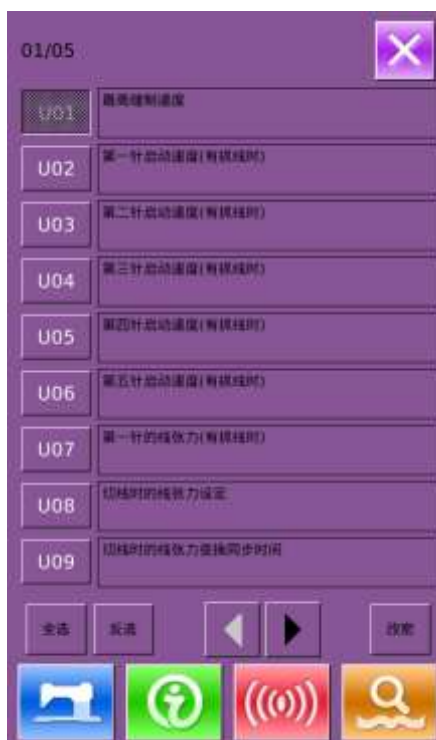 01/05
U01
最高缝制速度
U02
第一针启动速度(有抓线时)
U03
第二针启动速度(有抓线时)
U04
第三针启动速度(有抓线时)
U05
第四针启动速度(有抓线时)
U06
第五针启动速度(有抓线时)
U07
第一针的线张力(有抓线时)
U08
切线时的线张力设定
U09
切线时的线张力变换同步时间
全选 反选 改密